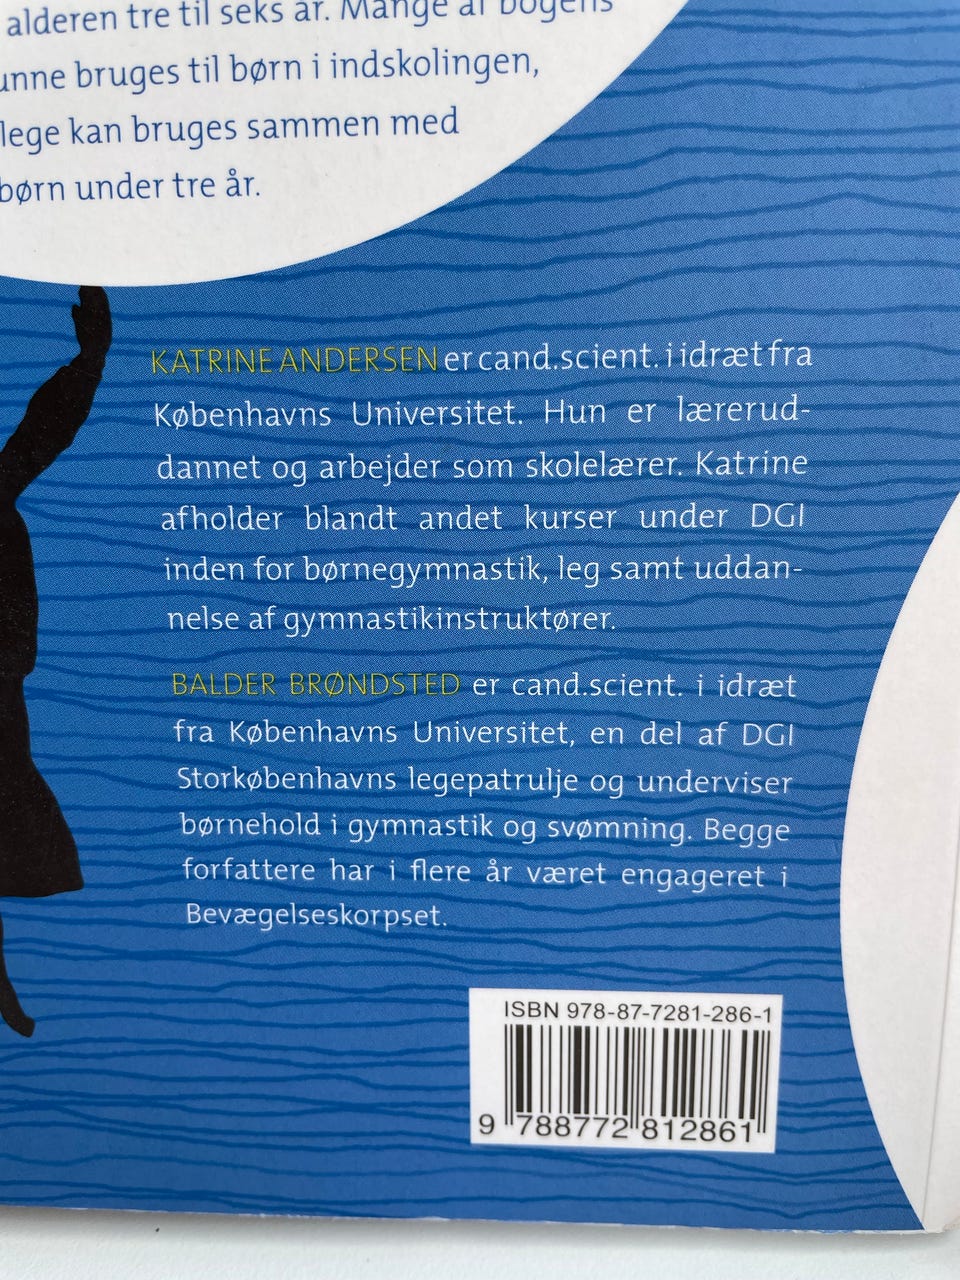 alderen tre til seks år. Mange af bogens
unne bruges til børn i indskolingen,
lege kan bruges sammen med
børn under tre år.
KATRINE ANDERSEN er cand.scient. i idræt fra
Københavns Universitet. Hun er lærerud-
dannet og arbejder som skolelærer. Katrine
afholder blandt andet kurser under DGI
inden for børnegymnastik, leg samt uddan-
nelse af gymnastikinstruktører.
BALDER BRØNDSTED er cand.scient. i idræt
fra Københavns Universitet, en del af DGI
Storkøbenhavns legepatrulje og underviser
børnehold i gymnastik og svømning. Begge
forfattere har i flere år været engageret i
Bevægelseskorpset.
ISBN 978-87-7281-286-1
9 788772 812861